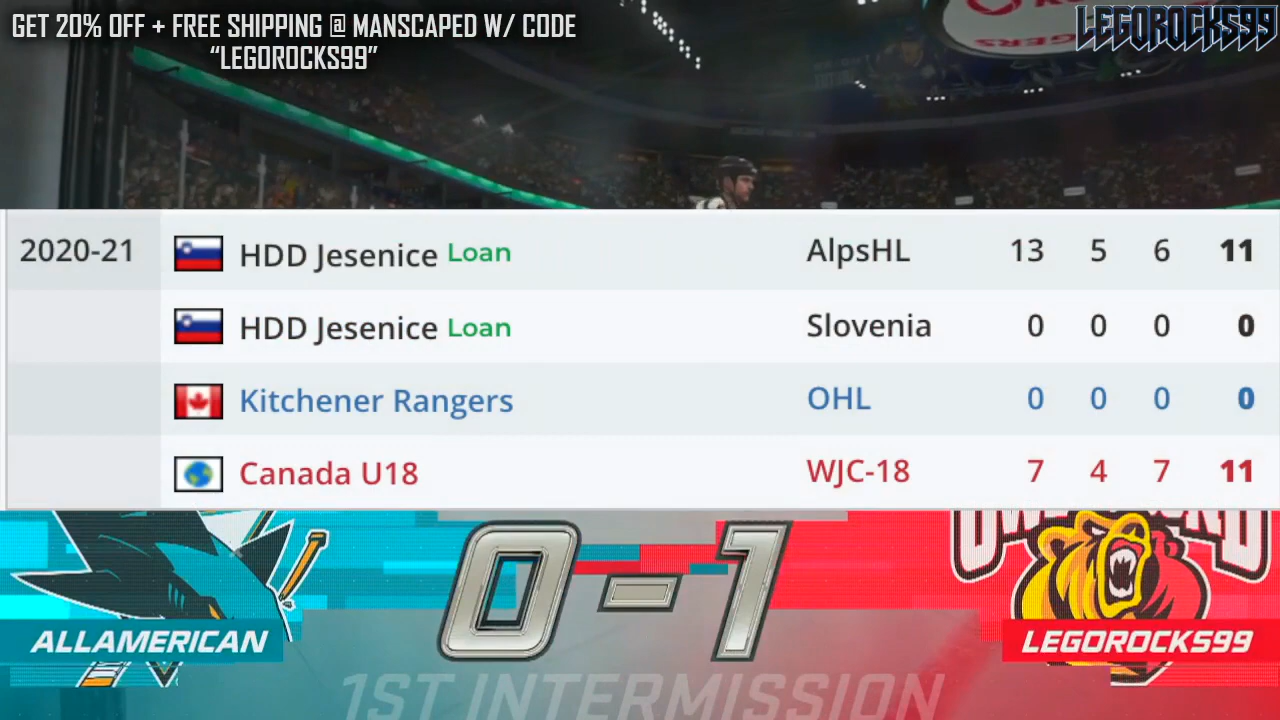 GET 20% OFF + FREE SHIPPING @ MANSCAPED W/ CODE
“LEGOROCKS99”
LEGOROCKS99
2020-21 HDD Jesenice Loan AlpsHL 13 5 6 11
HDD Jesenice Loan Slovenia 0 0 0 0
Kitchener Rangers OHL 0 0 0 0
Canada U18 WJC-18 7 4 7 11
0-1
ALLAMERICAN
LEGOROCKS99
1ST INTERMISSION